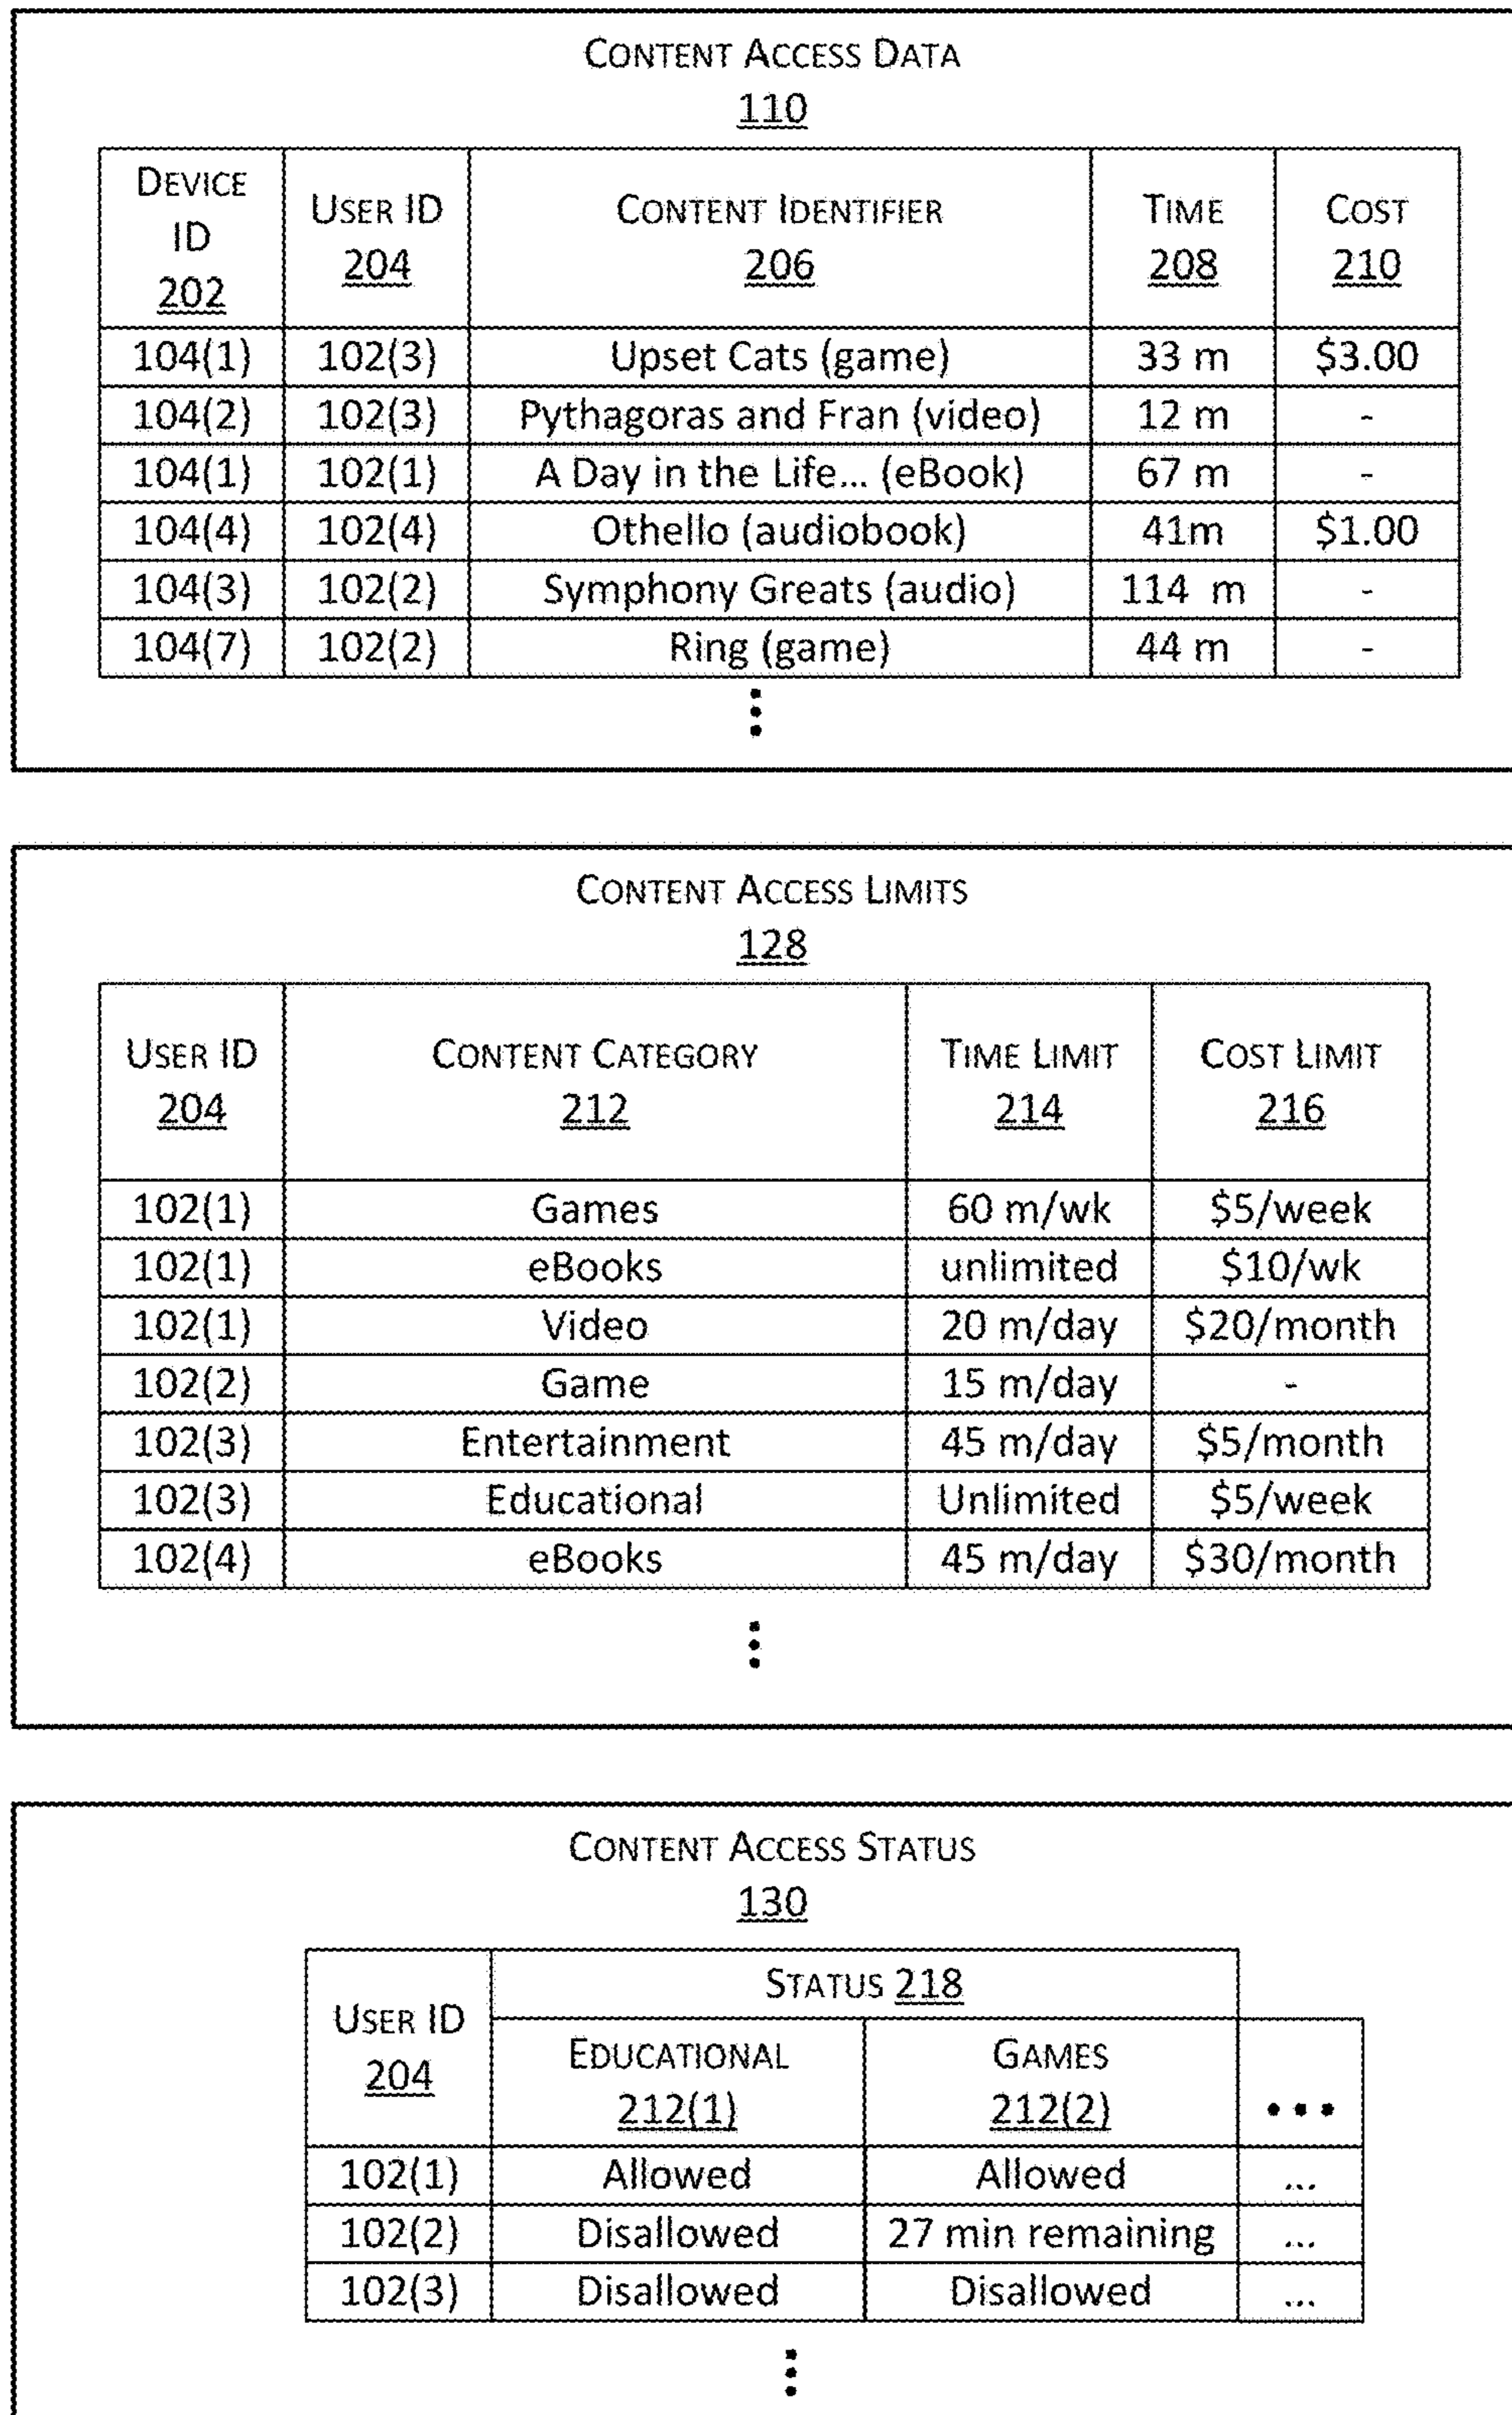 CONTENT ACCESS DATA
110
DEVICE ID 202 | USER ID 204 | CONTENT IDENTIFIER 206 | TIME 208 | COST 210
104(1) | 102(3) | Upset Cats (game) | 33 m | $3.00
104(2) | 102(3) | Pythagoras and Fran (video) | 12 m | -
104(1) | 102(1) | A Day in the Life... (eBook) | 67 m | -
104(4) | 102(4) | Othello (audiobook) | 41m | $1.00
104(3) | 102(2) | Symphony Greats (audio) | 114 m | -
104(7) | 102(2) | Ring (game) | 44 m | -
CONTENT ACCESS LIMITS
128
USER ID 204 | CONTENT CATEGORY 212 | TIME LIMIT 214 | COST LIMIT 216
102(1) | Games | 60 m/wk | $5/week
102(1) | eBooks | unlimited | $10/wk
102(1) | Video | 20 m/day | $20/month
102(2) | Game | 15 m/day | -
102(3) | Entertainment | 45 m/day | $5/month
102(3) | Educational | Unlimited | $5/week
102(4) | eBooks | 45 m/day | $30/month
CONTENT ACCESS STATUS
130
USER ID 204 | STATUS 218
EDUCATIONAL 212(1) | GAMES 212(2) | ...
102(1) | Allowed | Allowed | ...
102(2) | Disallowed | 27 min remaining | ...
102(3) | Disallowed | Disallowed | ...